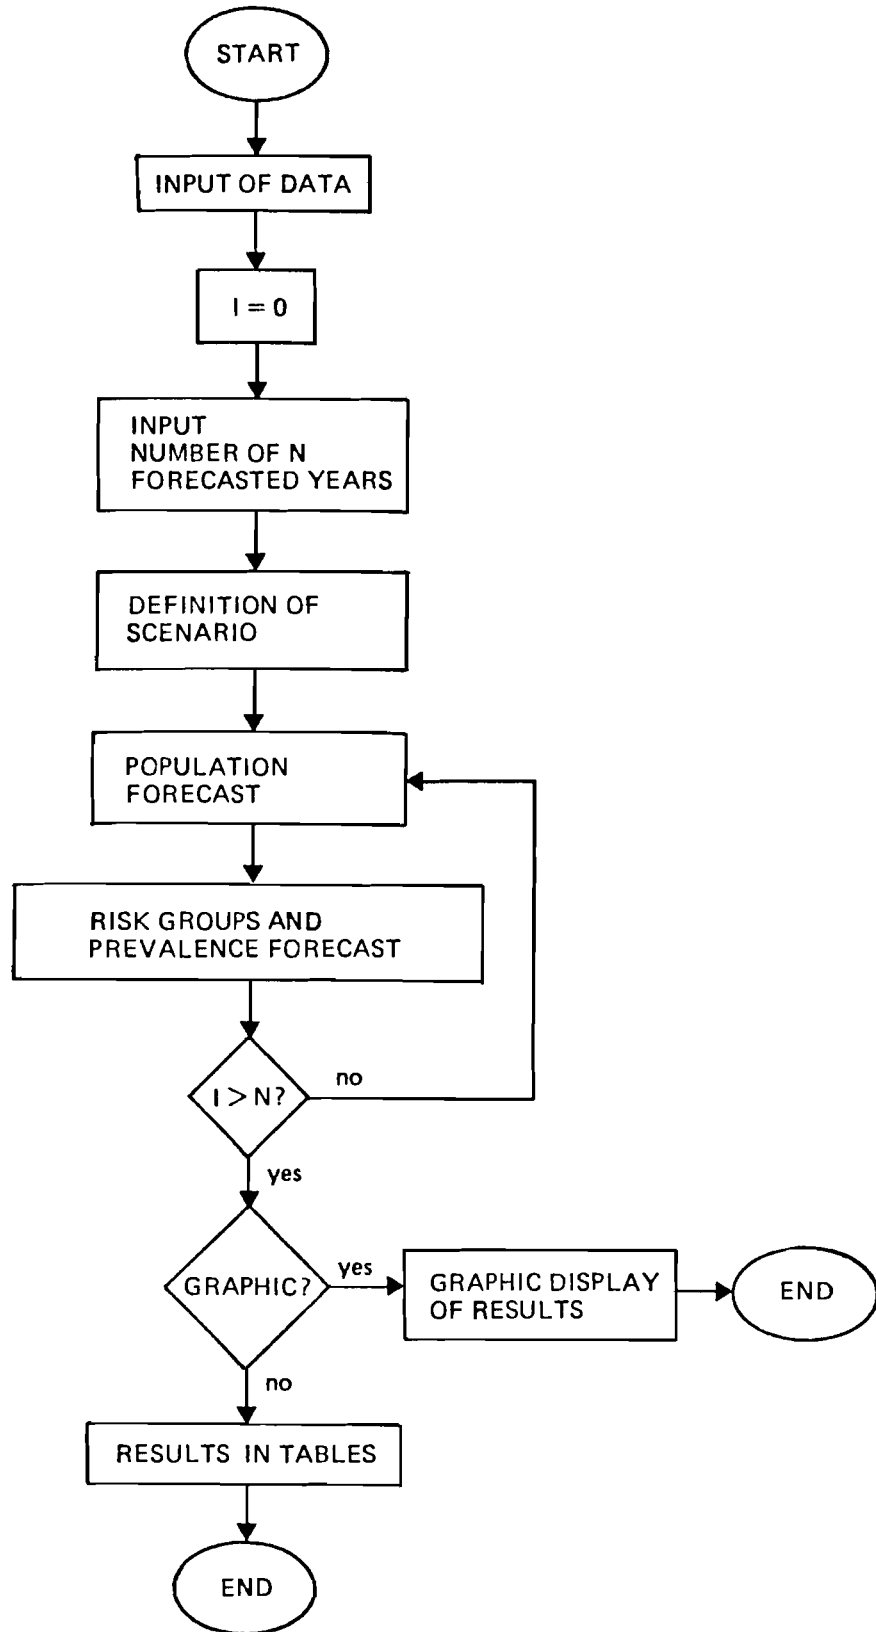 START
INPUT OF DATA
I = 0
INPUT
NUMBER OF N
FORECASTED YEARS
DEFINITION OF
SCENARIO
POPULATION
FORECAST
RISK GROUPS AND
PREVALENCE FORECAST
I > N?
no
yes
GRAPHIC?
yes
GRAPHIC DISPLAY
OF RESULTS
END
no
RESULTS IN TABLES
END